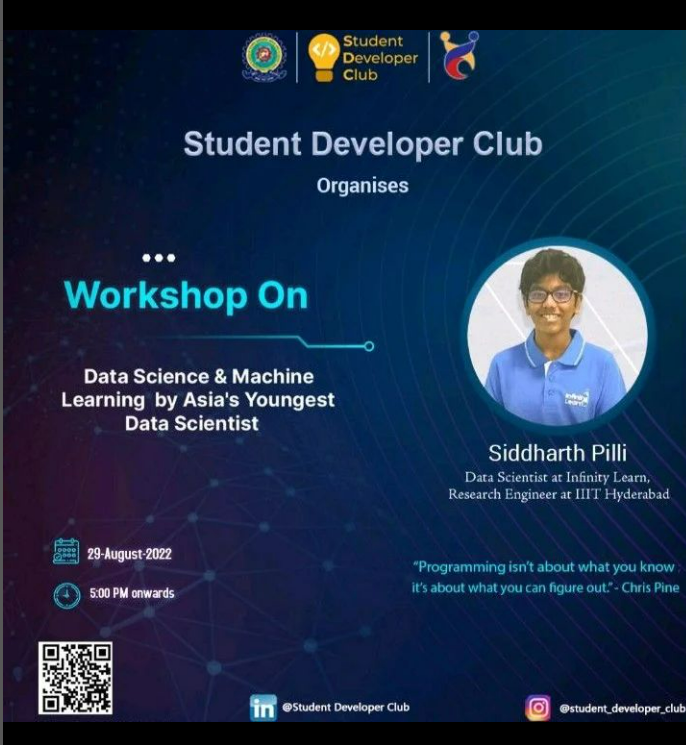 Student
Developer
Club
Student Developer Club
Organises
Workshop On
Data Science & Machine
Learning by Asia's Youngest
Data Scientist
Siddharth Pilli
Data Scientist at Infinity Learn,
Research Engineer at IIIT Hyderabad
29-August-2022
5:00 PM onwards
"Programming isn't about what you know
it's about what you can figure out."- Chris Pine
@Student Developer Club
@student_developer_club